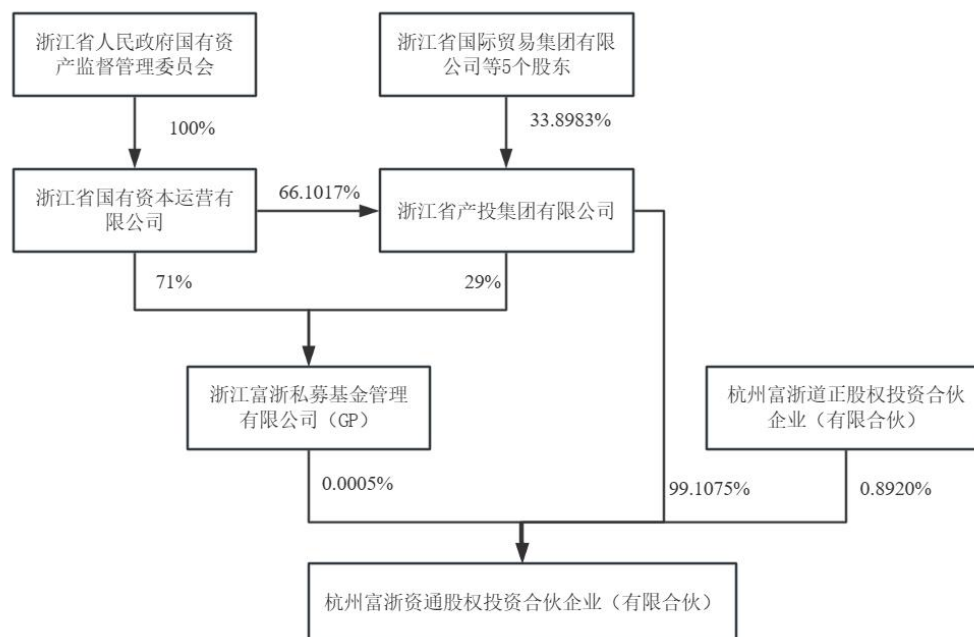 浙江省人民政府国有资
产监督管理委员会
浙江省国际贸易集团有限
公司等5个股东
100%
33.8983%
浙江省国有资本运营有
限公司
66.1017%
浙江省产投集团有限公司
71%
29%
浙江富浙私募基金管理
有限公司（GP）
杭州富浙道正股权投资合伙
企业（有限合伙）
0.0005%
99.1075%
0.8920%
杭州富浙资通股权投资合伙企业（有限合伙）